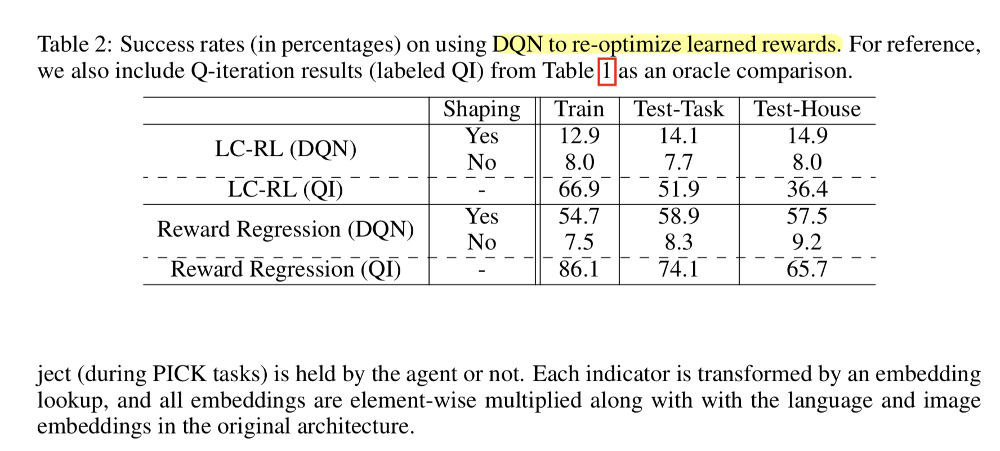 Table 2: Success rates (in percentages) on using DQN to re-optimize learned rewards. For reference,
we also include Q-iteration results (labeled QI) from Table 1 as an oracle comparison.
Shaping Train Test-Task Test-House
LC-RL (DQN) Yes 12.9 14.1 14.9
No 8.0 7.7 8.0
LC-RL (QI) - 66.9 51.9 36.4
Reward Regression (DQN) Yes 54.7 58.9 57.5
No 7.5 8.3 9.2
Reward Regression (QI) - 86.1 74.1 65.7
ject (during PICK tasks) is held by the agent or not. Each indicator is transformed by an embedding
lookup, and all embeddings are element-wise multiplied along with with the language and image
embeddings in the original architecture.